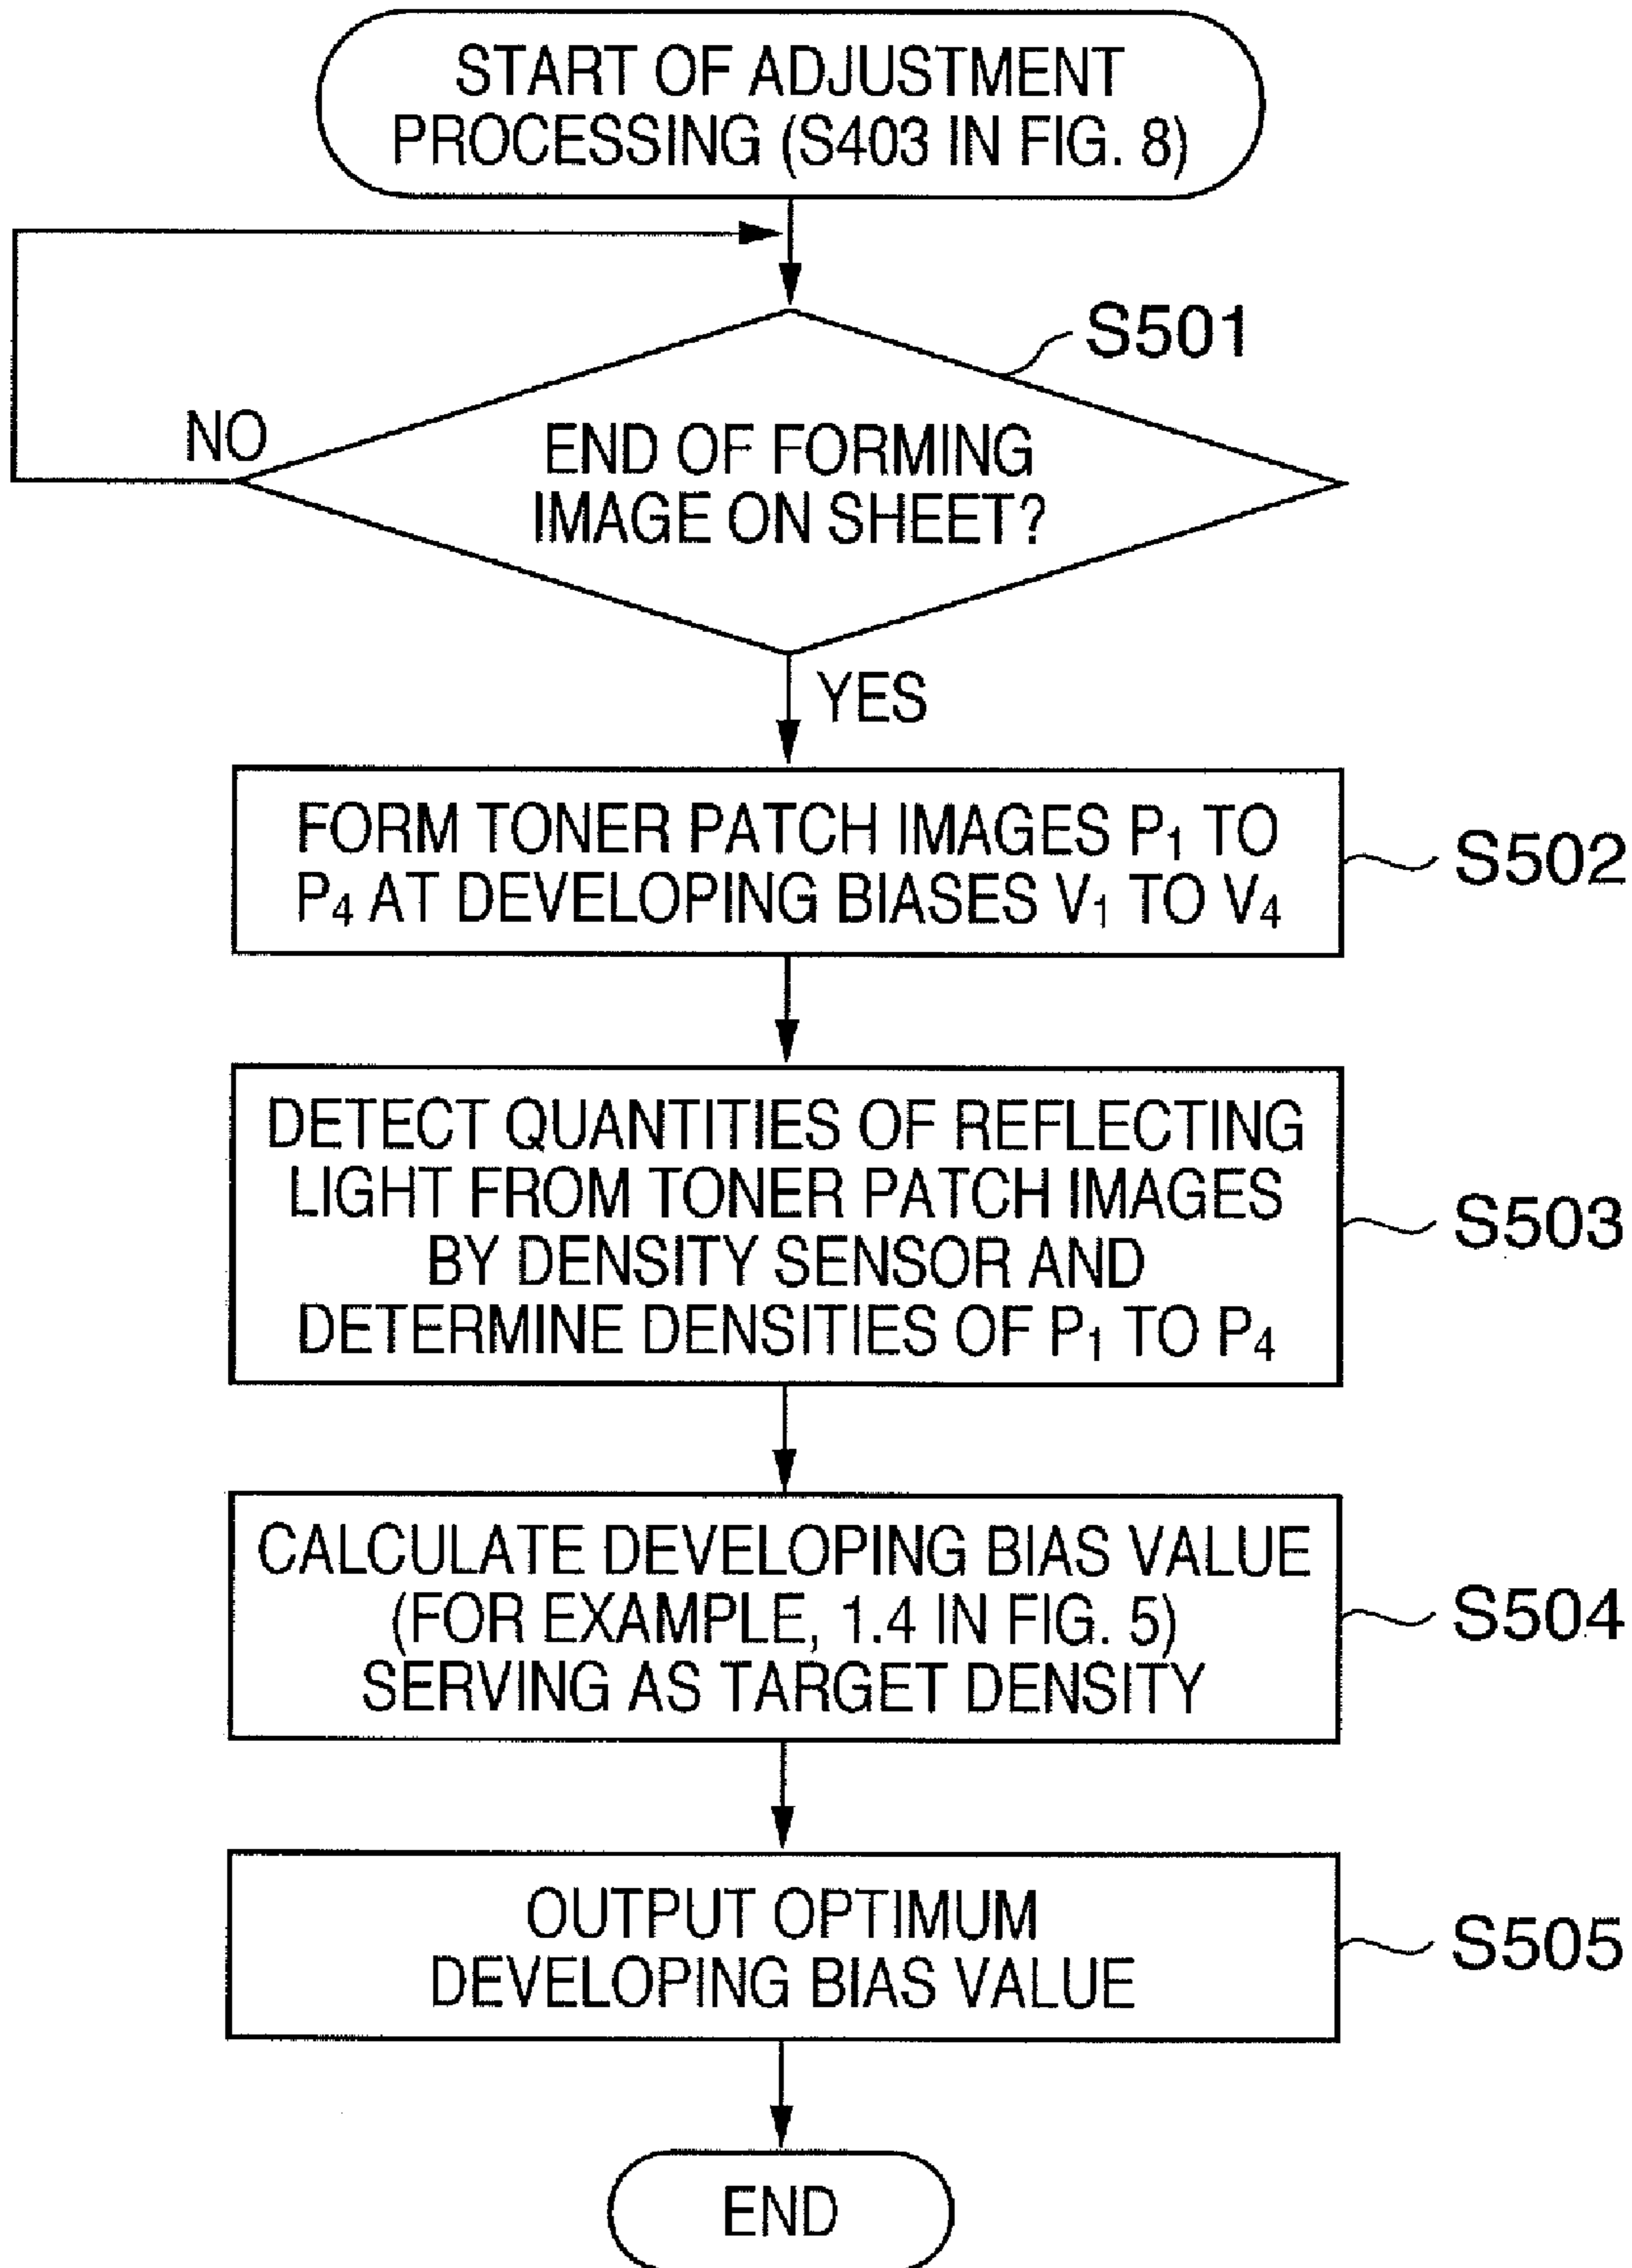 START OF ADJUSTMENT
PROCESSING (S403 IN FIG. 8)
S501
NO
END OF FORMING
IMAGE ON SHEET?
YES
FORM TONER PATCH IMAGES P₁ TO
P₄ AT DEVELOPING BIASES V₁ TO V₄
S502
DETECT QUANTITIES OF REFLECTING
LIGHT FROM TONER PATCH IMAGES
BY DENSITY SENSOR AND
DETERMINE DENSITIES OF P₁ TO P₄
S503
CALCULATE DEVELOPING BIAS VALUE
(FOR EXAMPLE, 1.4 IN FIG. 5)
SERVING AS TARGET DENSITY
S504
OUTPUT OPTIMUM
DEVELOPING BIAS VALUE
S505
END